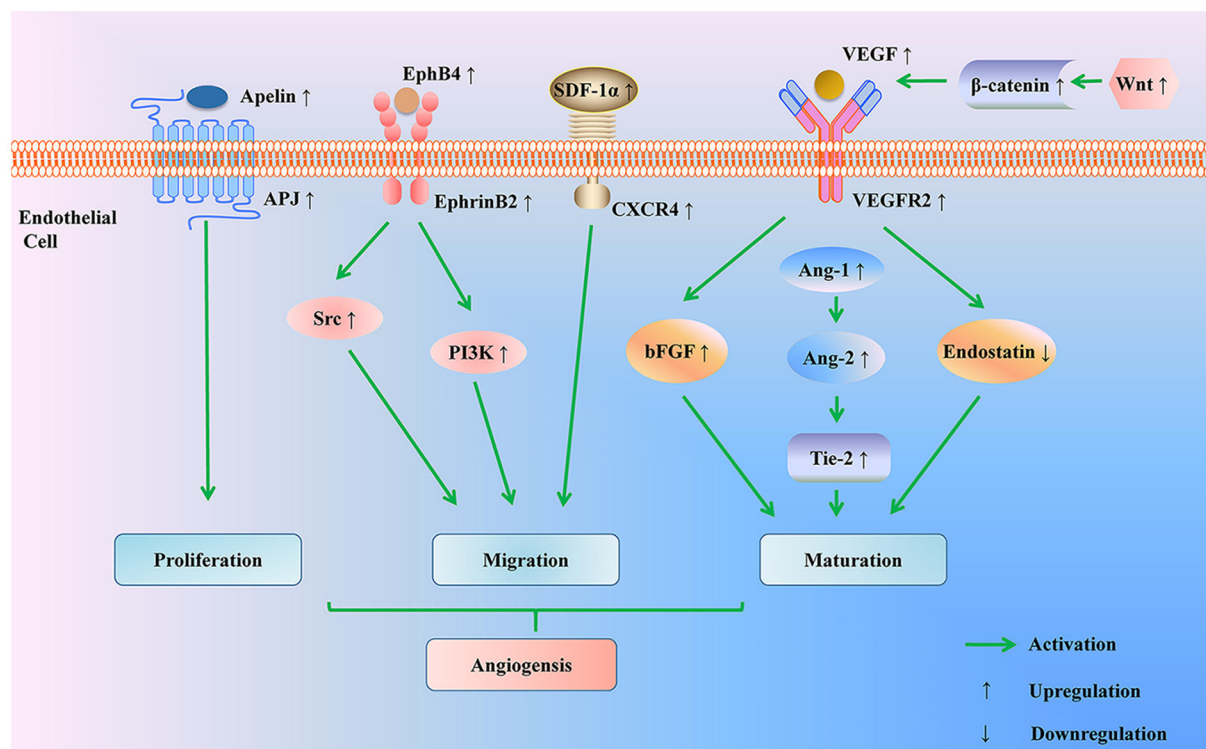 VEGF ↑
EphB4 ↑
Apelin ↑
SDF-1α ↑
β-catenin ↑
Wnt ↑
APJ ↑
EphrinB2 ↑
CXCR4 ↑
VEGFR2 ↑
Endothelial
Cell
Ang-1 ↑
Src ↑
PI3K ↑
bFGF ↑
Ang-2 ↑
Endostatin ↓
Tie-2 ↑
Proliferation
Migration
Maturation
Angiogensis
Activation
↑ Upregulation
↓ Downregulation